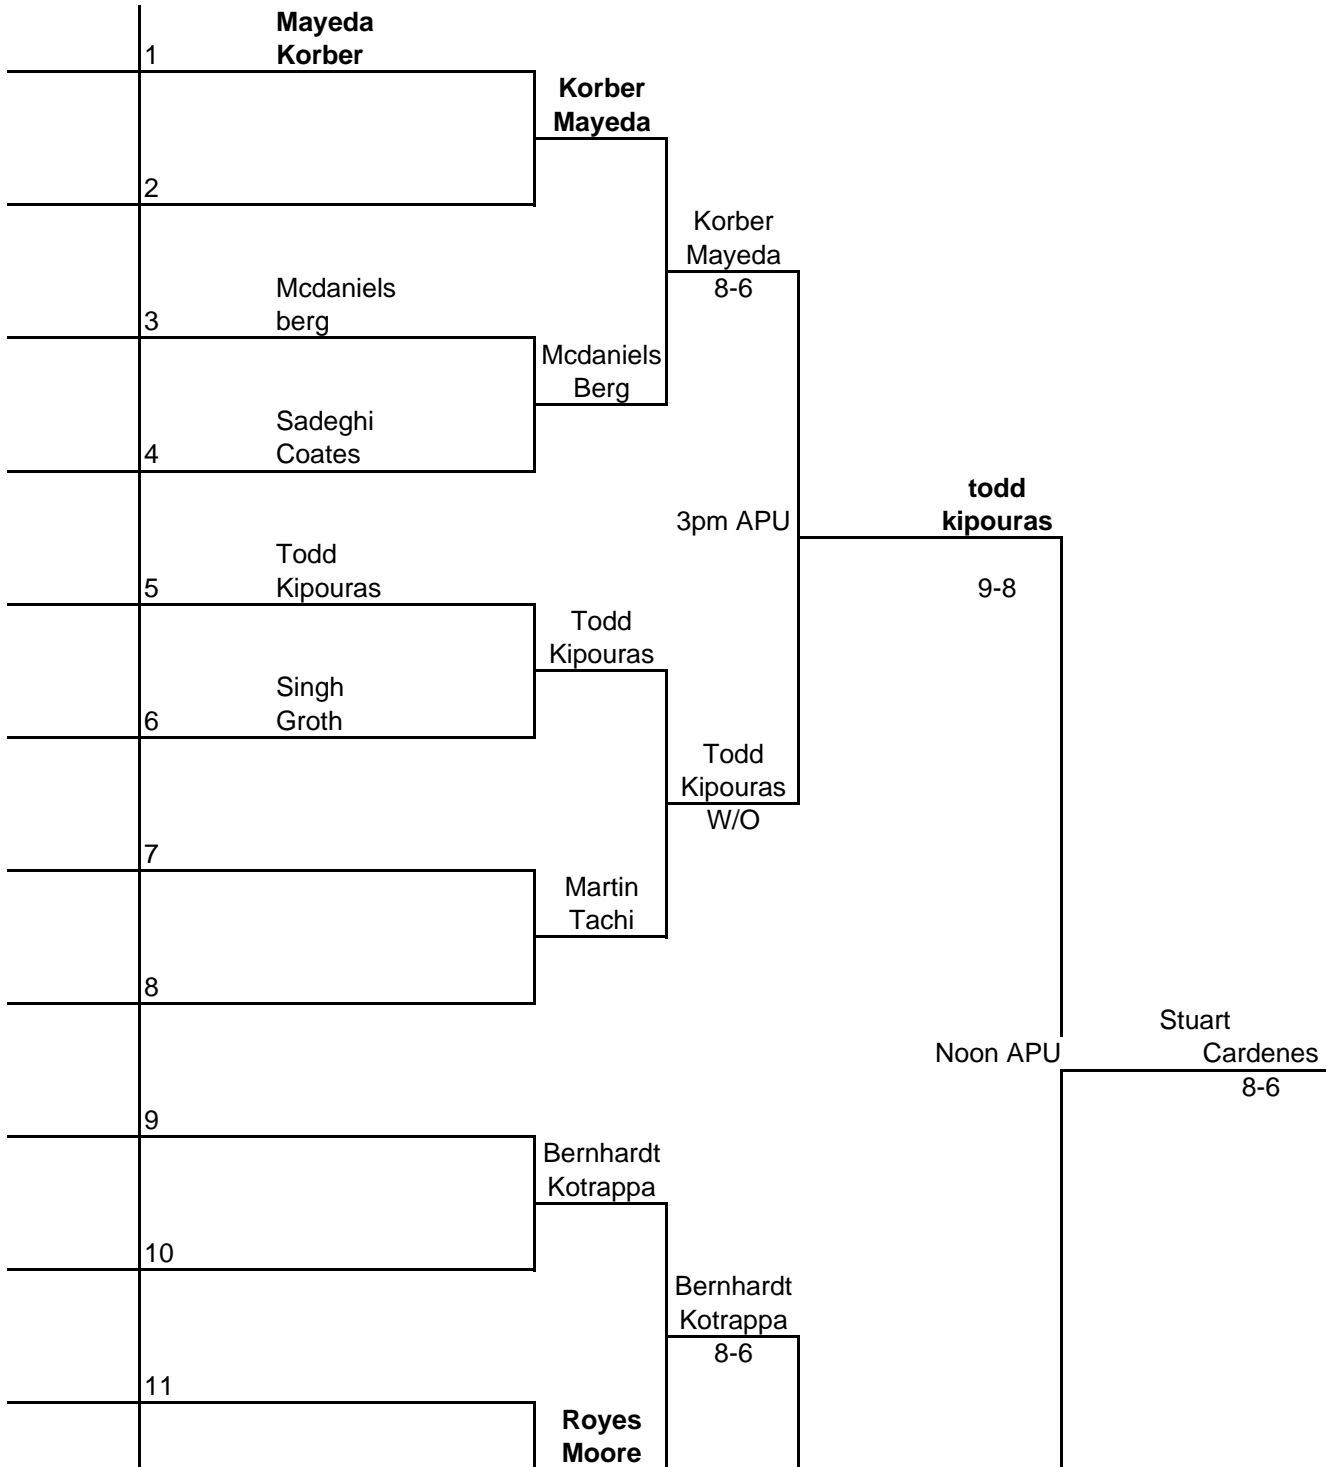 Mayeda
1 Korber
Korber
Mayeda
2
Korber
Mayeda
8-6
Mcdaniels
3 berg
Mcdaniels
Berg
Sadeghi
4 Coates
todd
3pm APU kipouras
Todd
5 Kipouras 9-8
Todd
Kipouras
Singh
6 Groth
Todd
Kipouras
W/O
7
Martin
Tachi
8
Stuart
Noon APU Cardenes
8-6
9
Bernhardt
Kotrappa
10
Bernhardt
Kotrappa
8-6
11
Royes
Moore